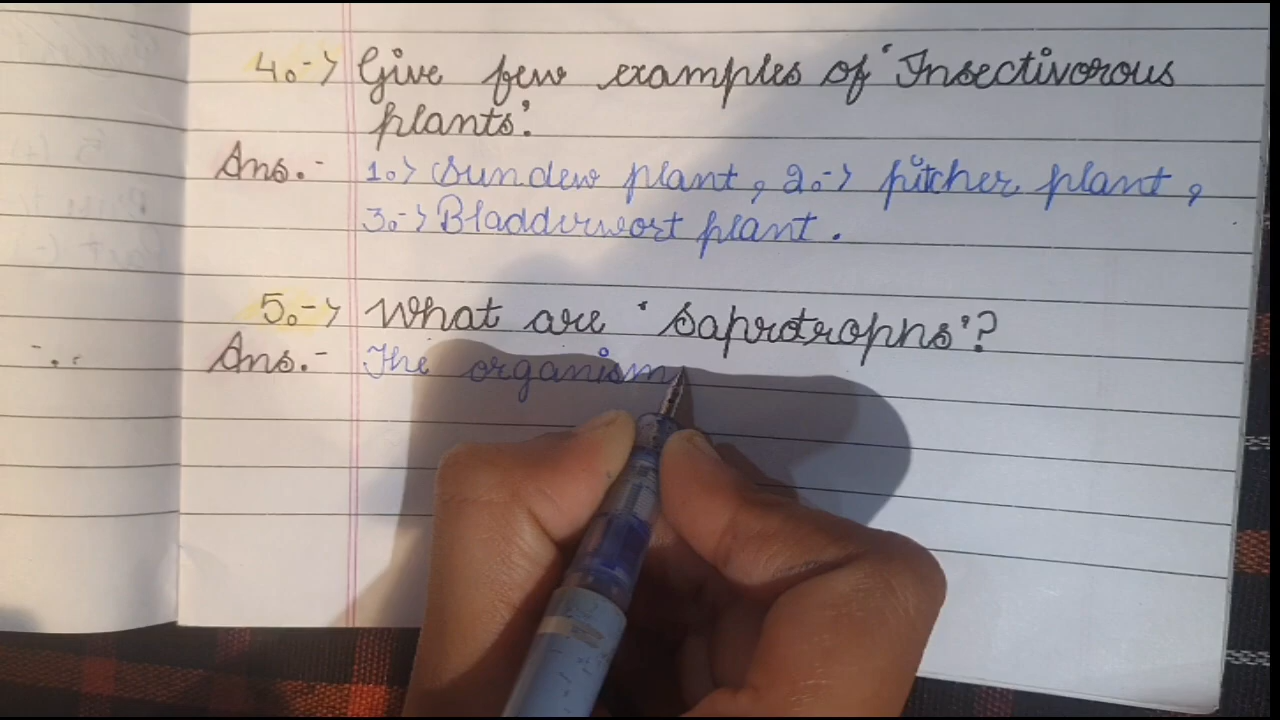 4.-> Give few examples of 'Insectivorous
plants'.
Ans.- 1.-> Sundew plant, 2.-> pitcher plant,
3.-> Bladderwort plant.
5.-> What are 'Saprotrophs'?
Ans.- The organism